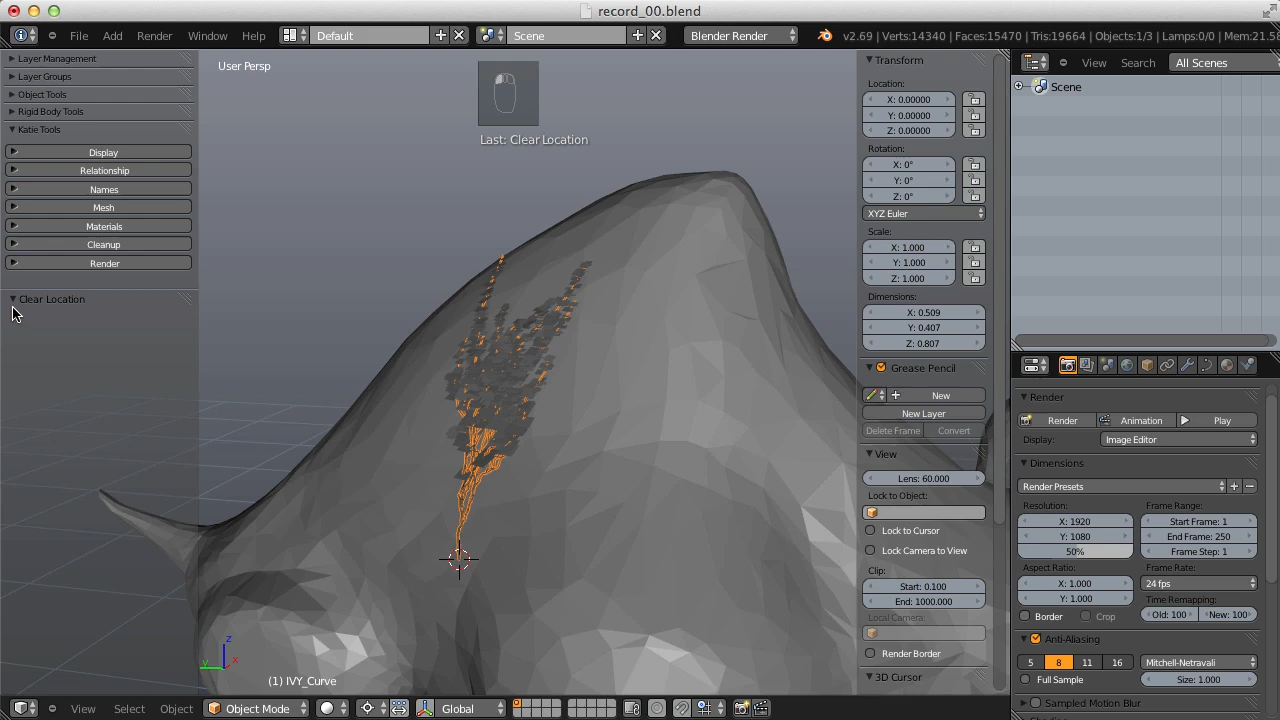 record_00.blend
File Add Render Window Help Default Scene Blender Render v2.69 | Verts:14340 | Faces:15470 | Tris:19664 | Objects:1/3 | Lamps:0/0 | Mem:21.5
Layer Management
Layer Groups
Object Tools
Rigid Body Tools
Katie Tools
Display
Relationship
Names
Mesh
Materials
Cleanup
Render
Clear Location
User Persp
Last: Clear Location
(1) IVY_Curve
z
y
x
Transform
Location:
X: 0.00000
Y: 0.00000
Z: 0.00000
Rotation:
X: 0°
Y: 0°
Z: 0°
XYZ Euler
Scale:
X: 1.000
Y: 1.000
Z: 1.000
Dimensions:
X: 0.509
Y: 0.407
Z: 0.807
Grease Pencil
New
New Layer
Delete Frame Convert
View
Lens: 60.000
Lock to Object:
Lock to Cursor
Lock Camera to View
Clip:
Start: 0.100
End: 1000.000
Local Camera:
Render Border
3D Cursor
View Search All Scenes
Scene
Render
Render Animation Play
Display: Image Editor
Dimensions
Render Presets
Resolution: Frame Range:
X: 1920 Start Frame: 1
Y: 1080 End Frame: 250
50% Frame Step: 1
Aspect Ratio: Frame Rate:
X: 1.000 24 fps
Y: 1.000 Time Remapping:
Border Crop Old: 100 New: 100
Anti-Aliasing
5 8 11 16 Mitchell-Netravali
Full Sample Size: 1.000
Sampled Motion Blur
View Select Object Object Mode Global